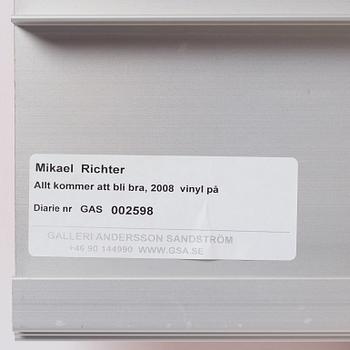 Mikael Richter
Allt kommer att bli bra, 2008 vinyl på
Diarie nr GAS 002598
GALLERI ANDERSSON SANDSTRÖM
+46 90 144990 WWW.GSA.SE